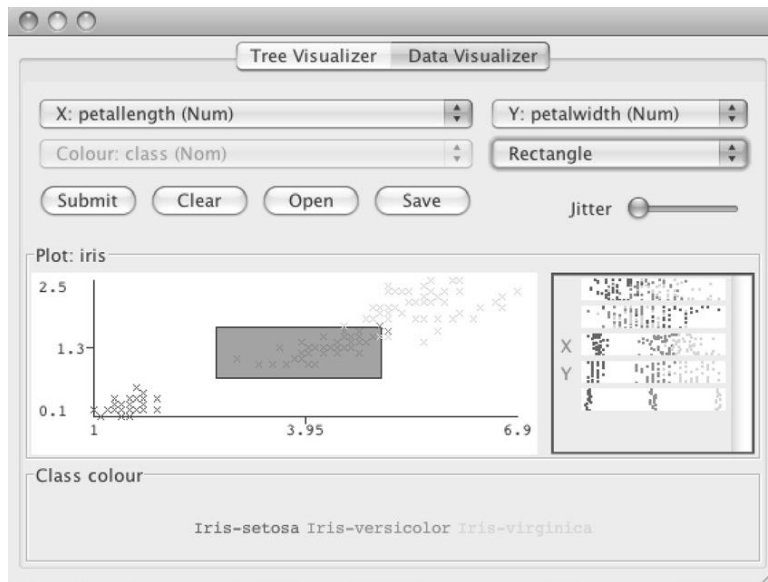 Tree Visualizer Data Visualizer
X: petallength (Num) Y: petalwidth (Num)
Colour: class (Nom) Rectangle
Submit Clear Open Save Jitter
Plot: iris
2.5
1.3
0.1
1 3.95 6.9
X
Y
Class colour
Iris-setosa Iris-versicolor Iris-virginica